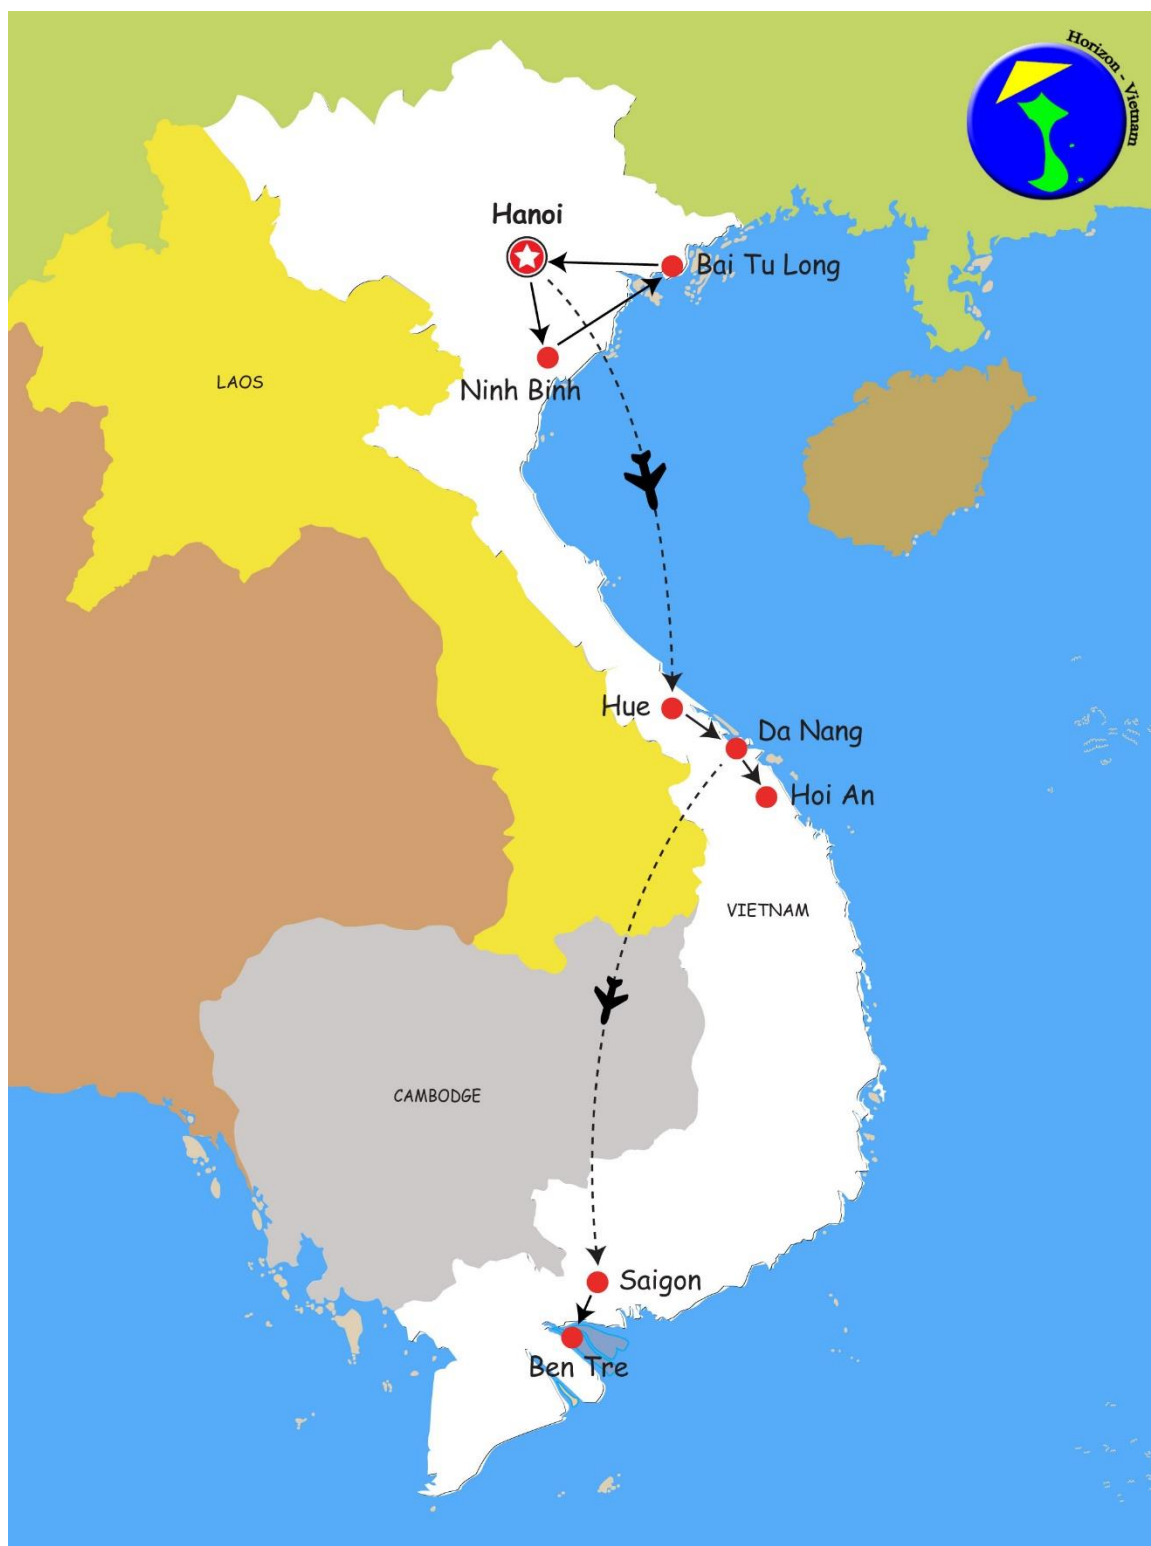 Horizon - Vietnam
Hanoi
Bai Tu Long
LAOS
Ninh Binh
Hue
Da Nang
Hoi An
VIETNAM
CAMBODGE
Saigon
Ben Tre